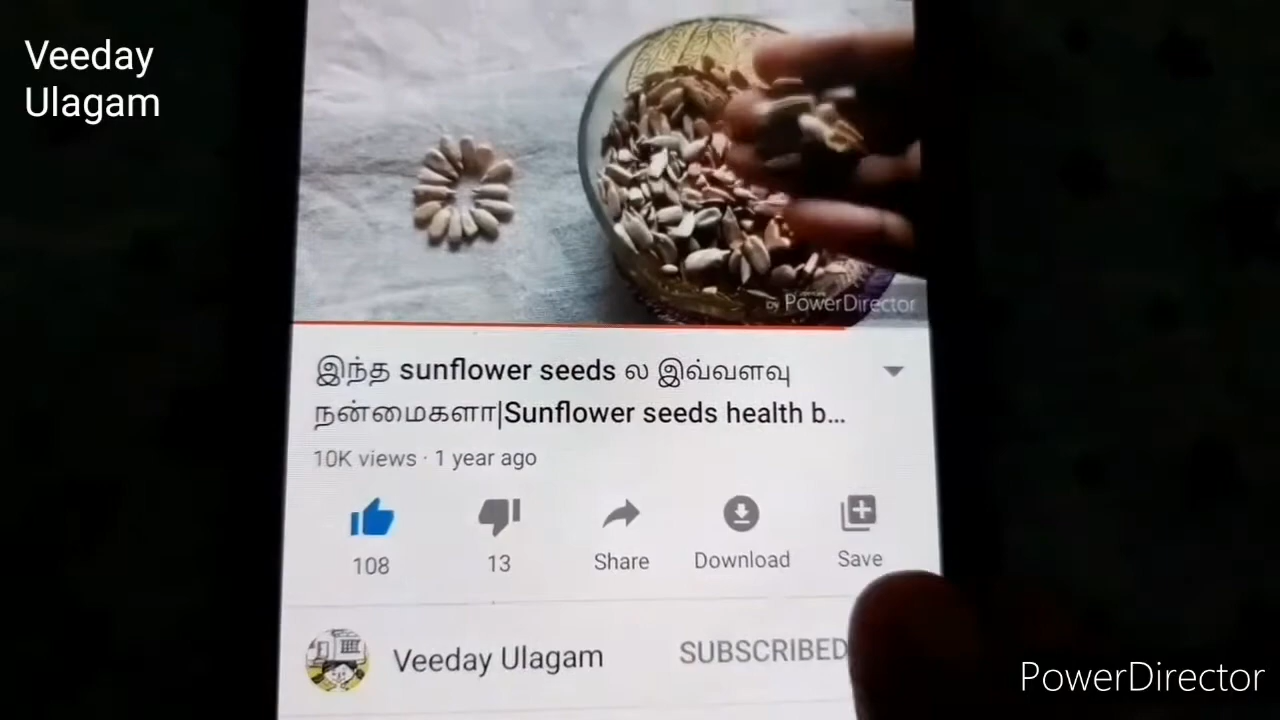 Veeday
Ulagam
by PowerDirector
இந்த sunflower seeds ல இவ்வளவு
நன்மைகளா|Sunflower seeds health b...
10K views · 1 year ago
108
13
Share
Download
Save
Veeday Ulagam
SUBSCRIBED
PowerDirector